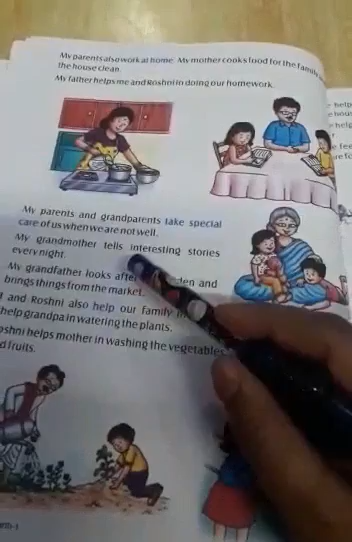 My parents also work at home. My mother cooks food for the family
the house clean.
My father helps me and Roshni in doing our homework.
help
e hous
help
e fee
My parents and grandparents take special
care of us when we are not well.
My grandmother tells interesting stories
every night.
My grandfather looks after den and
brings things from the market.
and Roshni also help our family
help grandpa in watering the plants.
oshni helps mother in washing the vegetables
d fruits.